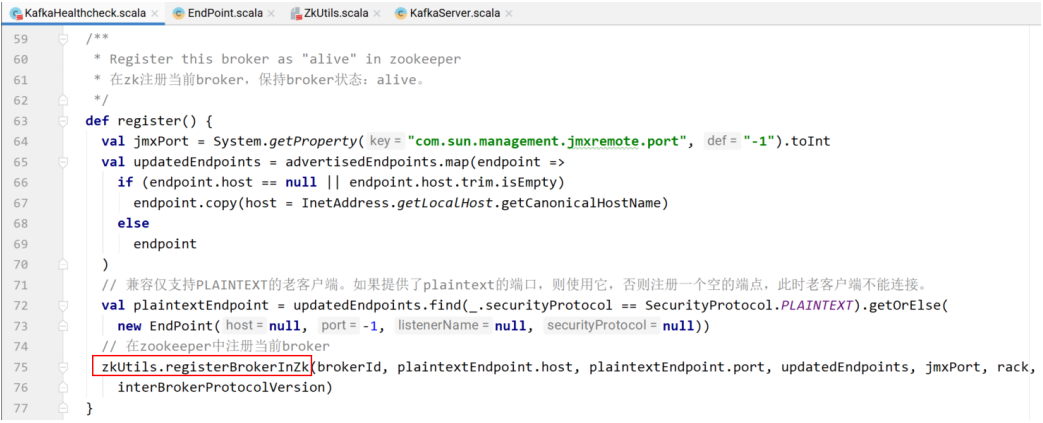 KafkaHealthcheck.scala × EndPoint.scala × ZkUtils.scala × KafkaServer.scala ×
59 /**
60 * Register this broker as "alive" in zookeeper
61 * 在zk注册当前broker，保持broker状态：alive。
62 */
63 def register() {
64 val jmxPort = System.getProperty( key = "com.sun.management.jmxremote.port", def = "-1").toInt
65 val updatedEndpoints = advertisedEndpoints.map(endpoint =>
66 if (endpoint.host == null || endpoint.host.trim.isEmpty)
67 endpoint.copy(host = InetAddress.getLocalHost.getCanonicalHostName)
68 else
69 endpoint
70 )
71 // 兼容仅支持PLAINTEXT的老客户端。如果提供了plaintext的端口，则使用它，否则注册一个空的端点，此时老客户端不能连接。
72 val plaintextEndpoint = updatedEndpoints.find(_.securityProtocol == SecurityProtocol.PLAINTEXT).getOrElse(
73 new EndPoint( host = null, port = -1, listenerName = null, securityProtocol = null))
74 // 在zookeeper中注册当前broker
75 zkUtils.registerBrokerInZk(brokerId, plaintextEndpoint.host, plaintextEndpoint.port, updatedEndpoints, jmxPort, rack,
76 interBrokerProtocolVersion)
77 }